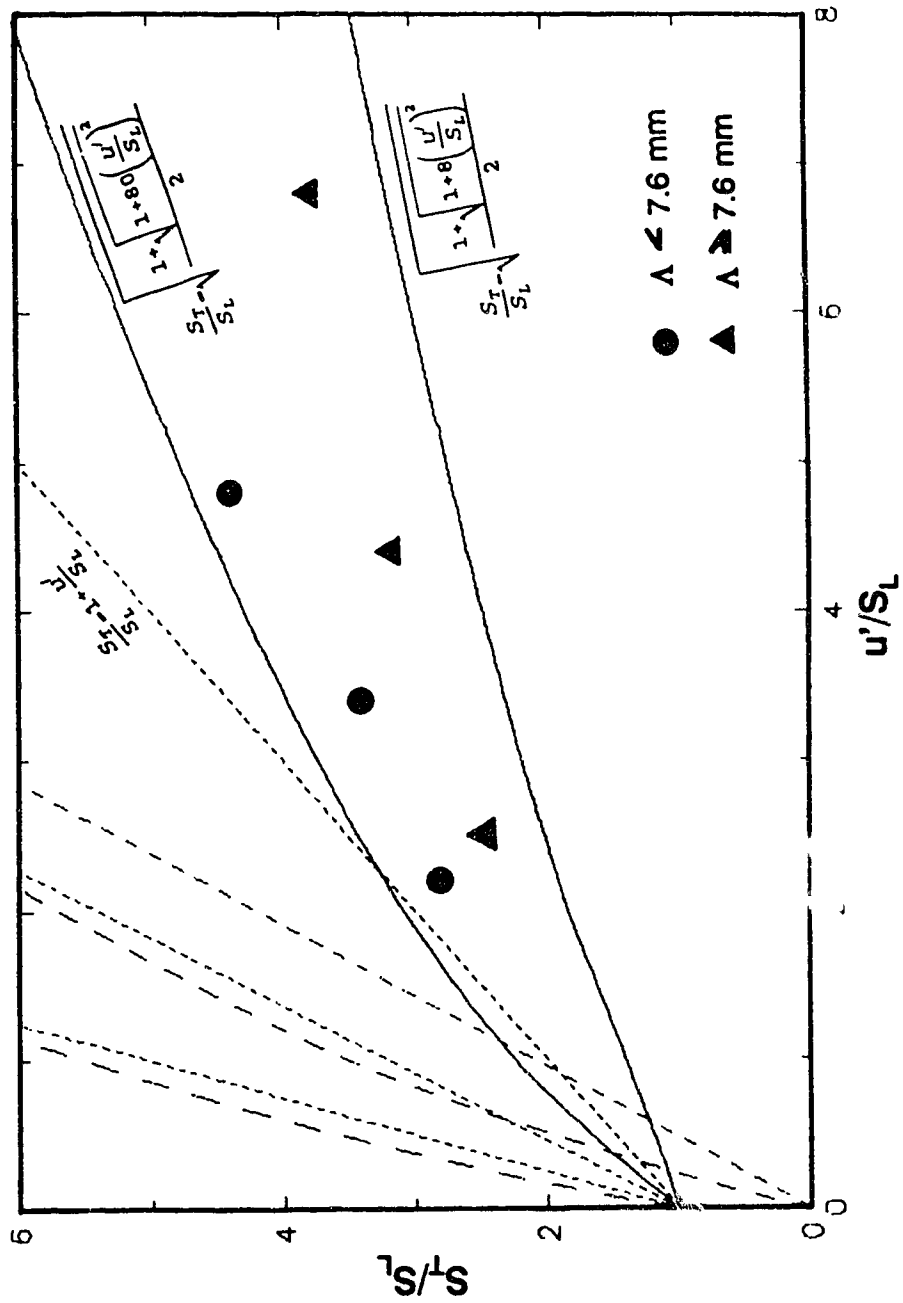 6
4
2
0
S_T/S_L
0
4
6
8
u'/S_L
S_T/S_L = 1 + u'/S_L
S_T/S_L = √((1+√(1+80(u'/S_L)²))/2)
S_T/S_L = √((1+√(1+8(u'/S_L)²))/2)
● Λ < 7.6 mm
▲ Λ ≥ 7.6 mm